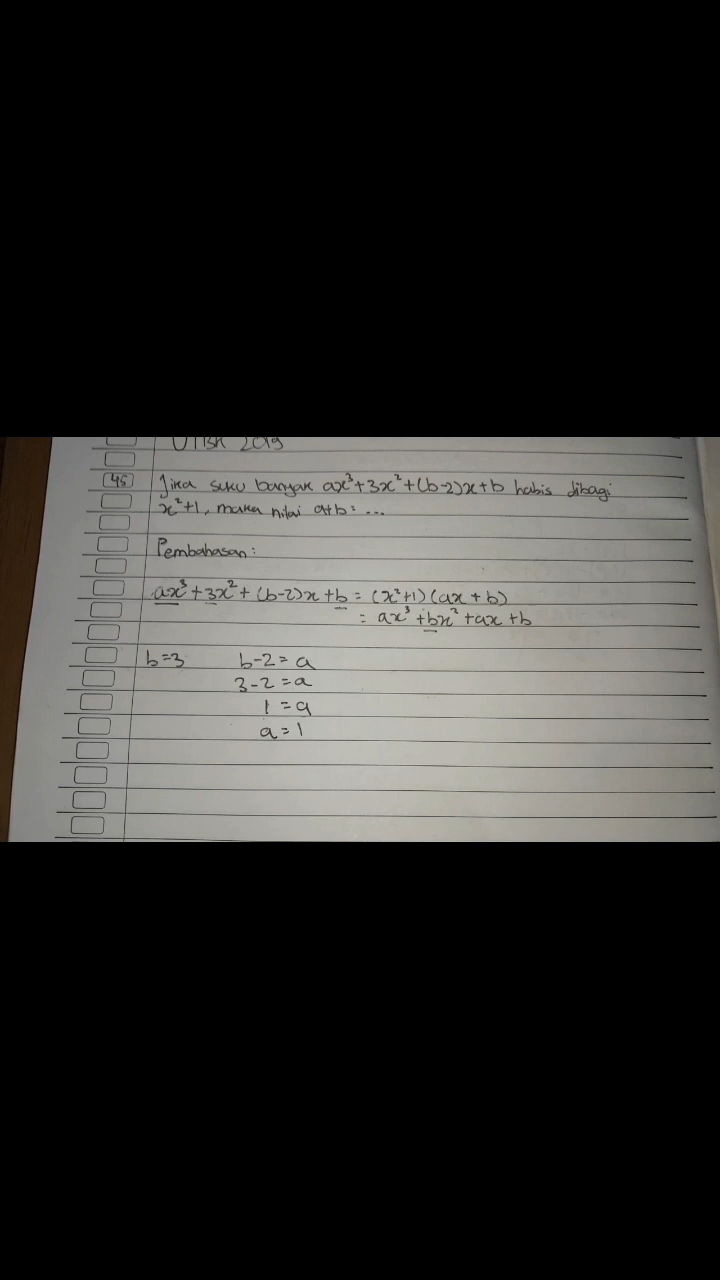 UTBK 2019
45 Jika suku banyak ax³+3x²+(b-2)x+b habis dibagi
x²+1, maka nilai a+b = ...
Pembahasan:
ax³+3x²+(b-2)x+b = (x²+1)(ax+b)
= ax³+bx²+ax+b
b=3 b-2=a
3-2=a
1=a
a=1